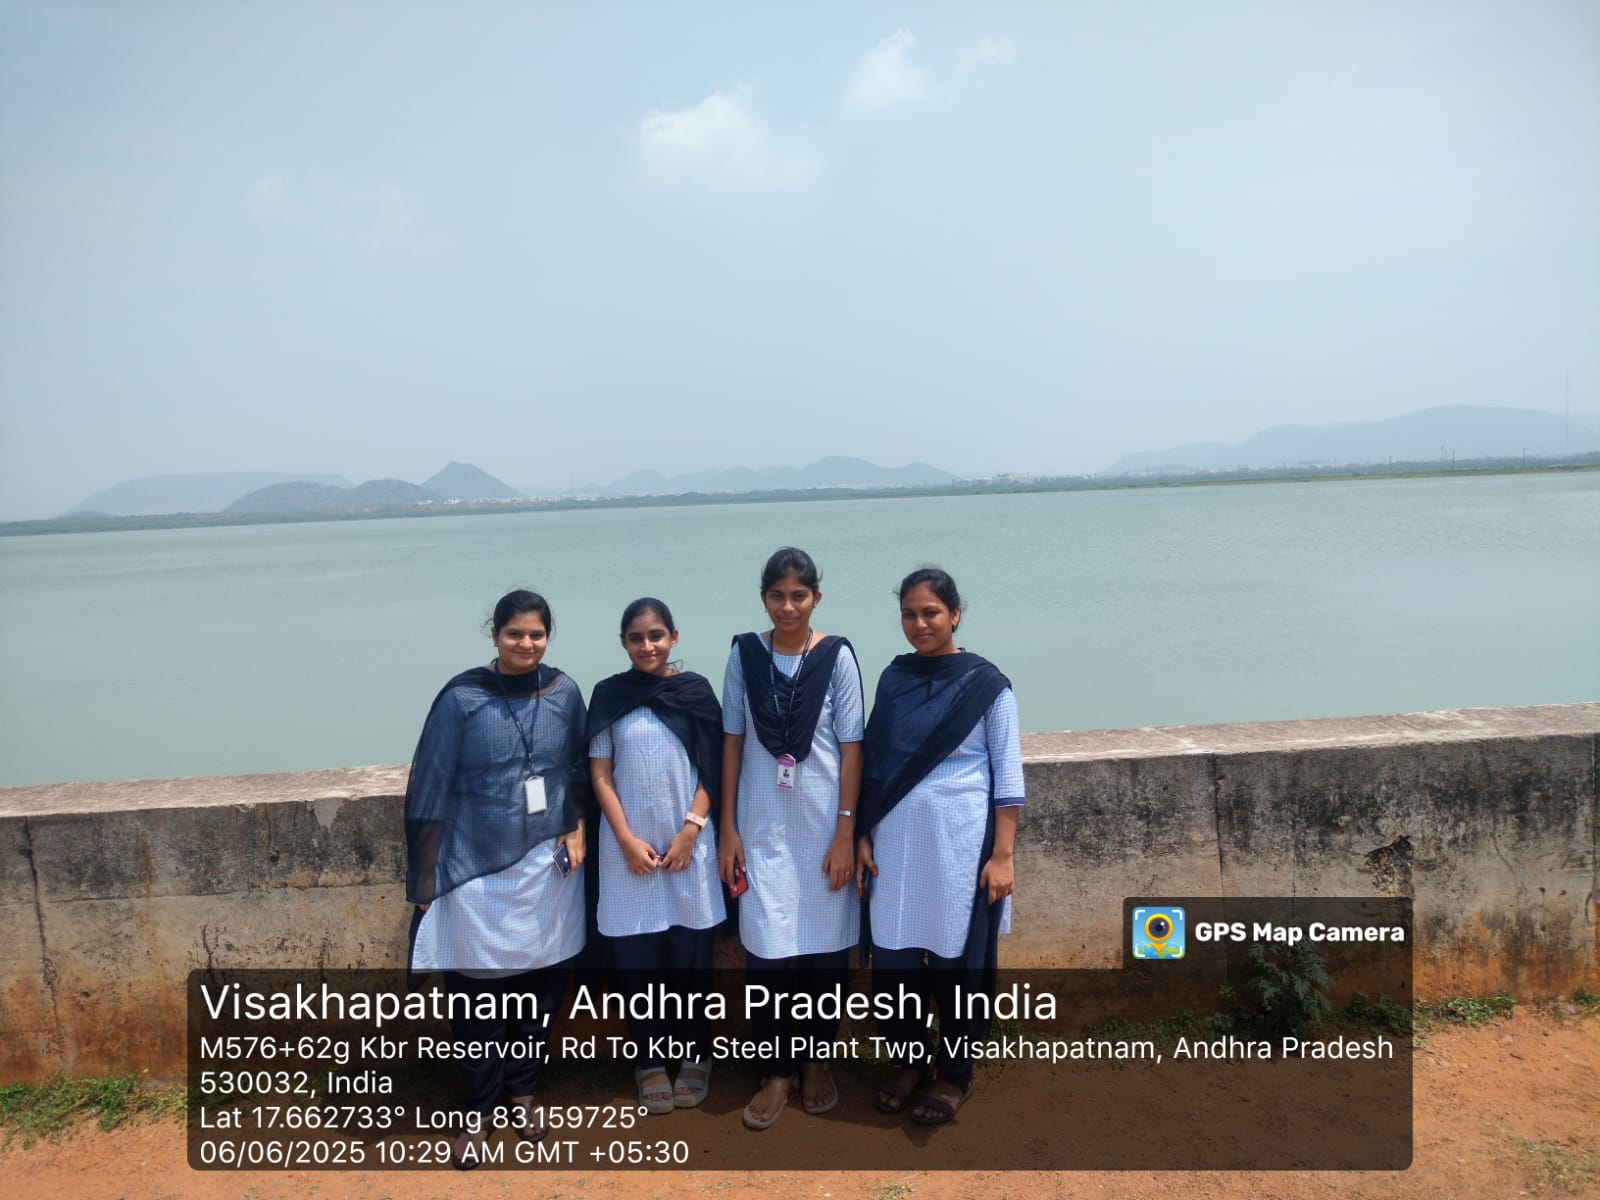 GPS Map Camera
Visakhapatnam, Andhra Pradesh, India
M576+62g Kbr Reservoir, Rd To Kbr, Steel Plant Twp, Visakhapatnam, Andhra Pradesh
530032, India
Lat 17.662733° Long 83.159725°
06/06/2025 10:29 AM GMT +05:30